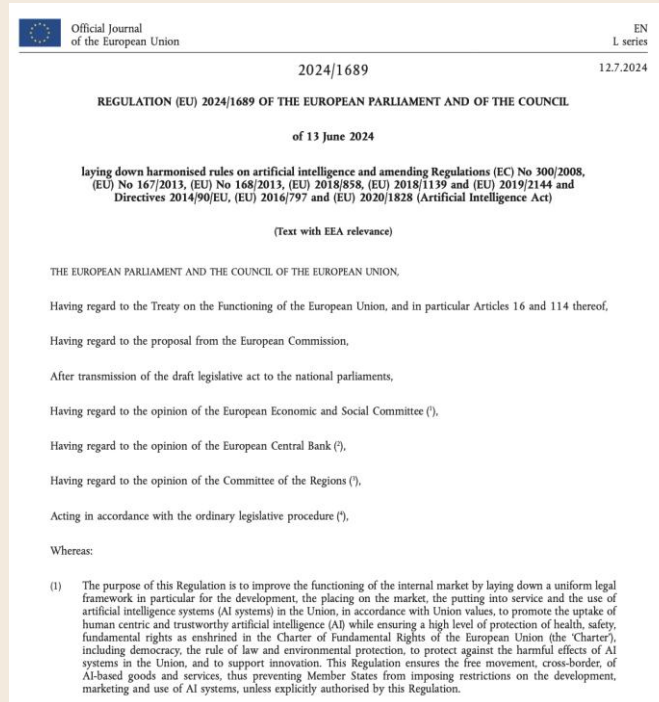 Official Journal
of the European Union
EN
L series
2024/1689
12.7.2024
REGULATION (EU) 2024/1689 OF THE EUROPEAN PARLIAMENT AND OF THE COUNCIL
of 13 June 2024
laying down harmonised rules on artificial intelligence and amending Regulations (EC) No 300/2008,
(EU) No 167/2013, (EU) No 168/2013, (EU) 2018/858, (EU) 2018/1139 and (EU) 2019/2144 and
Directives 2014/90/EU, (EU) 2016/797 and (EU) 2020/1828 (Artificial Intelligence Act)
(Text with EEA relevance)
THE EUROPEAN PARLIAMENT AND THE COUNCIL OF THE EUROPEAN UNION,
Having regard to the Treaty on the Functioning of the European Union, and in particular Articles 16 and 114 thereof,
Having regard to the proposal from the European Commission,
After transmission of the draft legislative act to the national parliaments,
Having regard to the opinion of the European Economic and Social Committee (¹),
Having regard to the opinion of the European Central Bank (²),
Having regard to the opinion of the Committee of the Regions (³),
Acting in accordance with the ordinary legislative procedure (⁴),
Whereas:
(1) The purpose of this Regulation is to improve the functioning of the internal market by laying down a uniform legal
framework in particular for the development, the placing on the market, the putting into service and the use of
artificial intelligence systems (AI systems) in the Union, in accordance with Union values, to promote the uptake of
human centric and trustworthy artificial intelligence (AI) while ensuring a high level of protection of health, safety,
fundamental rights as enshrined in the Charter of Fundamental Rights of the European Union (the ‘Charter’),
including democracy, the rule of law and environmental protection, to protect against the harmful effects of AI
systems in the Union, and to support innovation. This Regulation ensures the free movement, cross-border, of
AI-based goods and services, thus preventing Member States from imposing restrictions on the development,
marketing and use of AI systems, unless explicitly authorised by this Regulation.